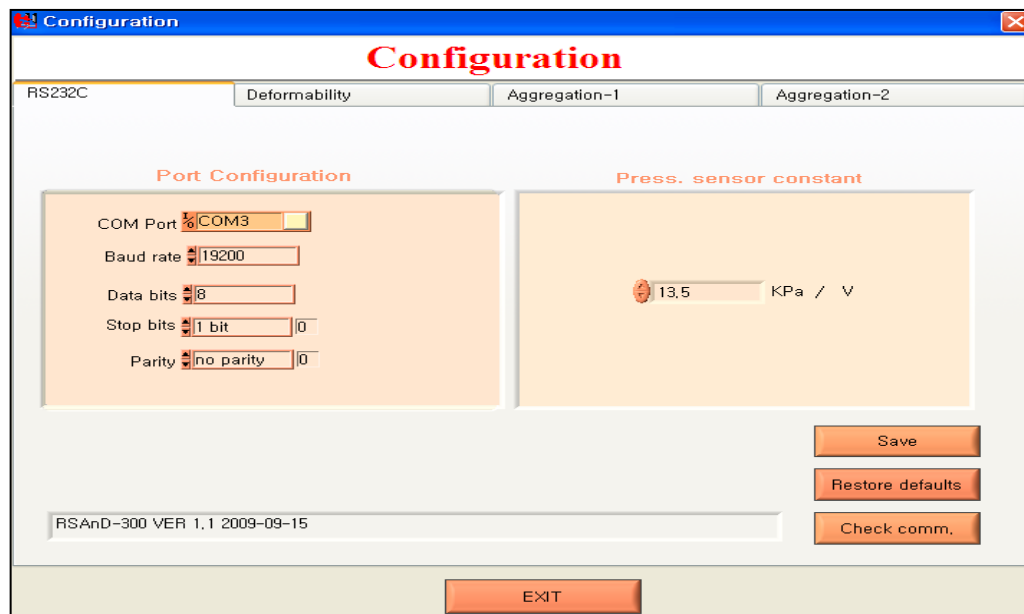 Configuration
Configuration
RS232C Deformability Aggregation-1 Aggregation-2
Port Configuration
COM Port I/O COM3
Baud rate 19200
Data bits 8
Stop bits 1 bit 0
Parity no parity 0
Press. sensor constant
13.5 KPa / V
Save
Restore defaults
Check comm.
RSAnD-300 VER 1.1 2009-09-15
EXIT